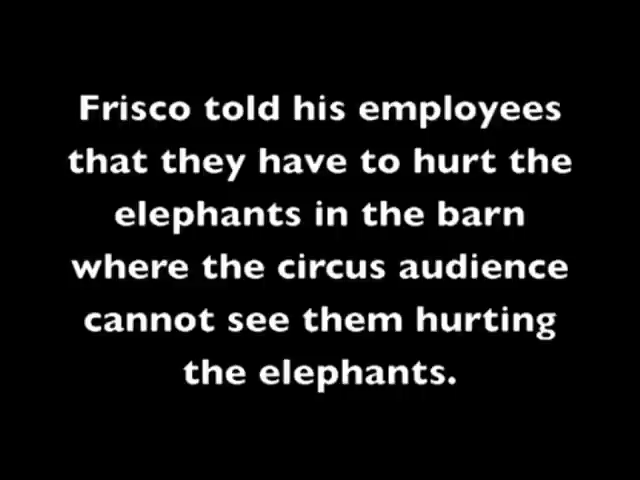 Frisco told his employees
that they have to hurt the
elephants in the barn
where the circus audience
cannot see them hurting
the elephants.